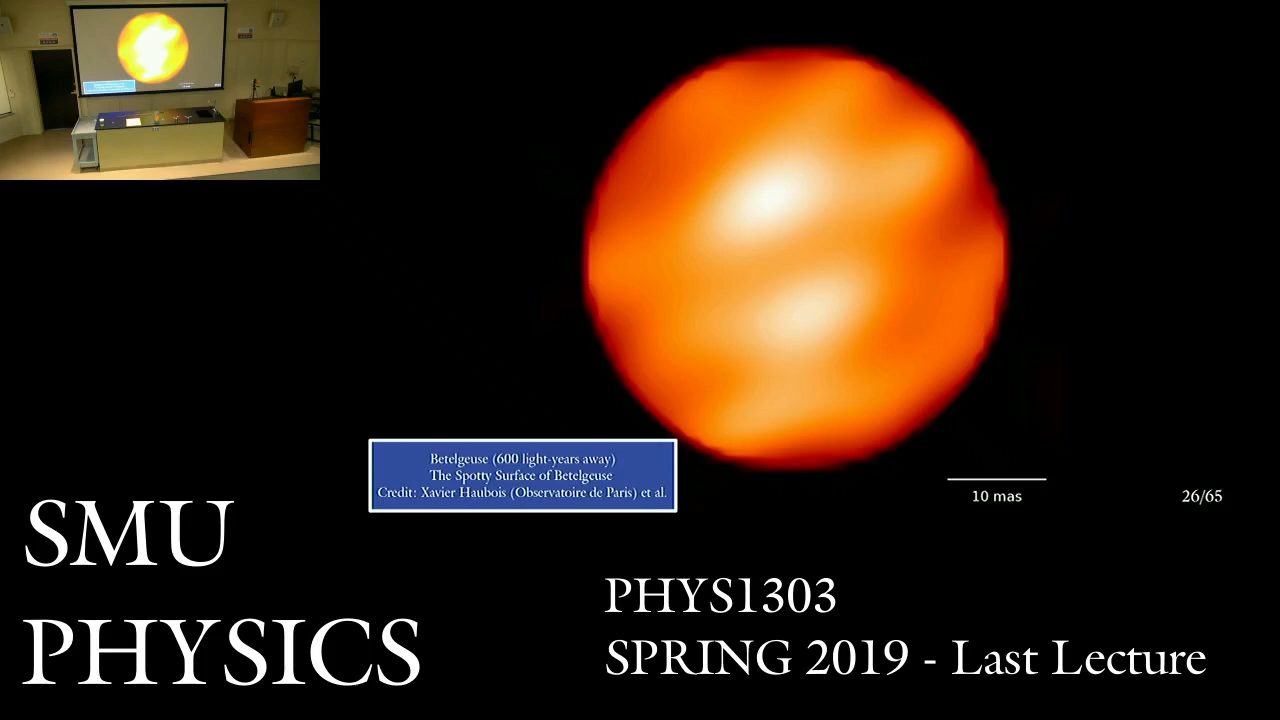 Betelgeuse (600 light-years away)
The Spotty Surface of Betelgeuse
Credit: Xavier Haubois (Observatoire de Paris) et al.
10 mas
26/65
SMU
PHYSICS
PHYS1303
SPRING 2019 - Last Lecture